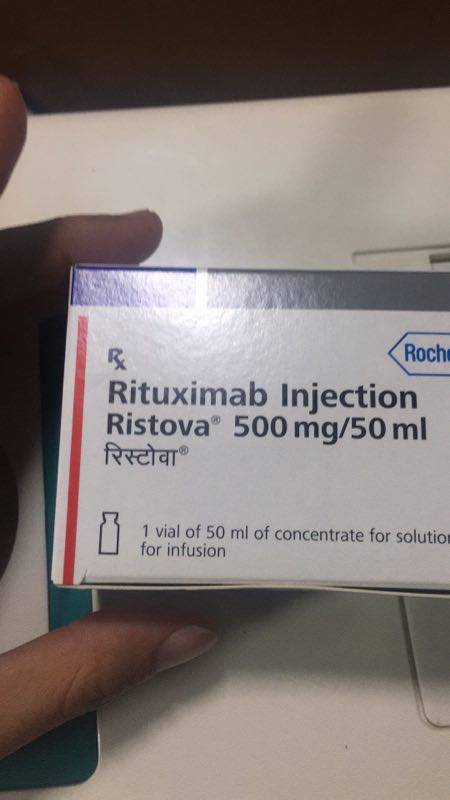 Roche
Rx
Rituximab Injection
Ristova® 500 mg/50 ml
रिस्टोवा®
1 vial of 50 ml of concentrate for solution
for infusion